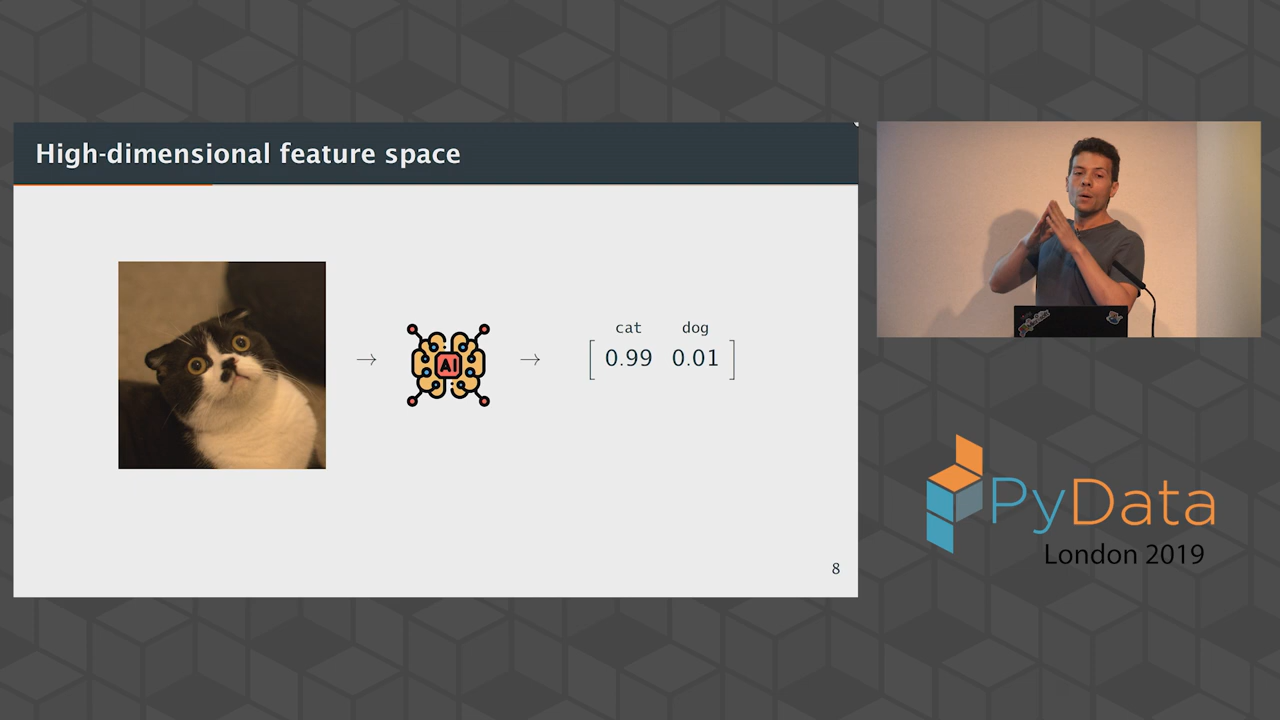 High-dimensional feature space
AI
cat dog
[ 0.99 0.01 ]
8
PyData
London 2019